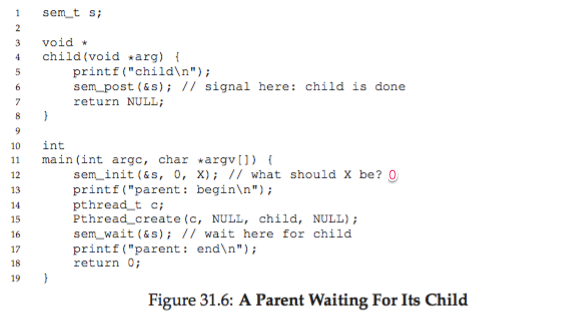 1 sem_t s;
2
3 void *
4 child(void *arg) {
5 printf("child\n");
6 sem_post(&s); // signal here: child is done
7 return NULL;
8 }
9
10 int
11 main(int argc, char *argv[]) {
12 sem_init(&s, 0, X); // what should X be? 0
13 printf("parent: begin\n");
14 pthread_t c;
15 Pthread_create(c, NULL, child, NULL);
16 sem_wait(&s); // wait here for child
17 printf("parent: end\n");
18 return 0;
19 }
Figure 31.6: A Parent Waiting For Its Child